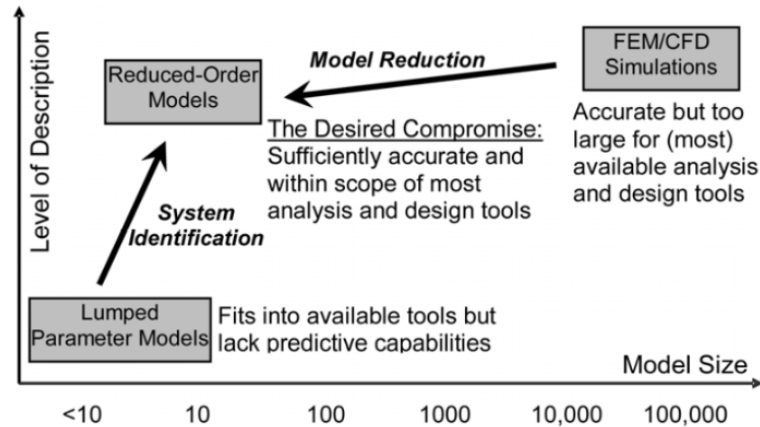 Level of Description
Reduced-Order
Models
Model Reduction
FEM/CFD
Simulations
The Desired Compromise:
Sufficiently accurate and
within scope of most
analysis and design tools
Accurate but too
large for (most)
available analysis
and design tools
System
Identification
Lumped
Parameter Models
Fits into available tools but
lack predictive capabilities
Model Size
<10 10 100 1000 10,000 100,000